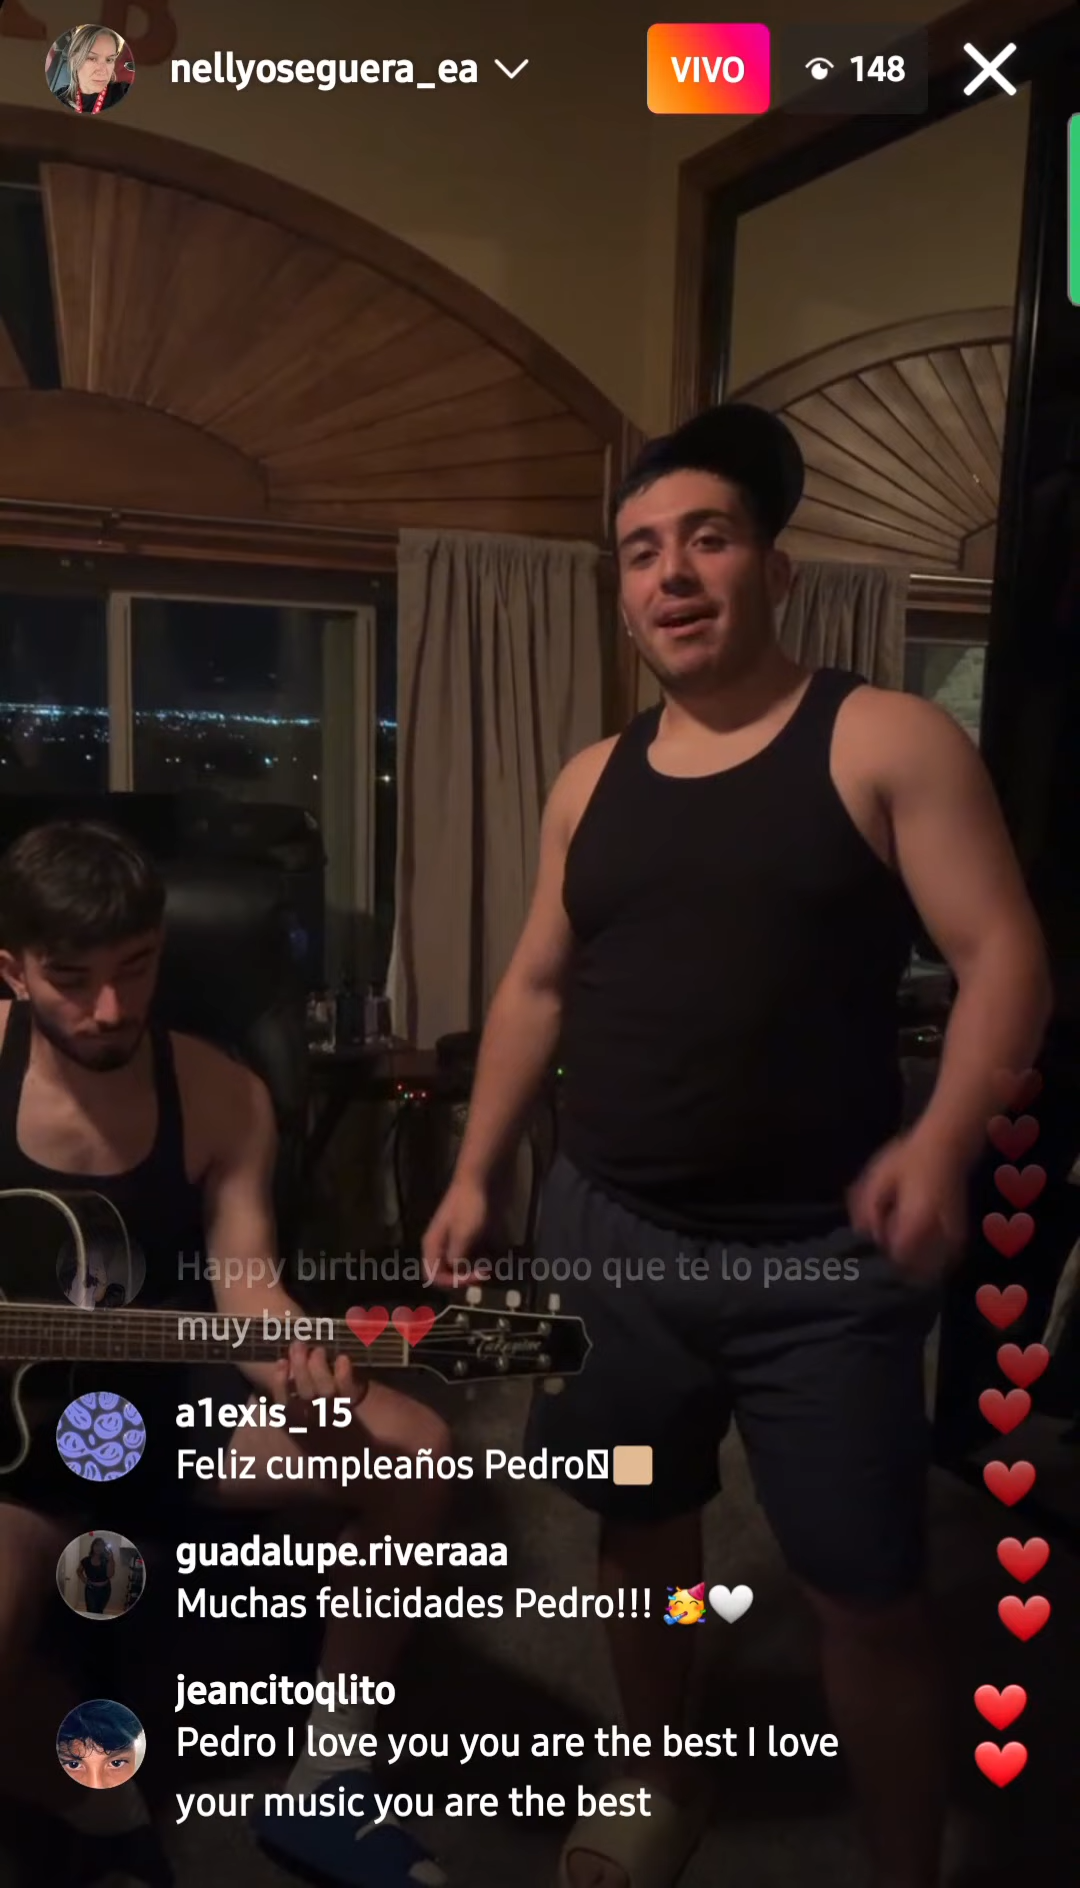 nellyoseguera_ea
VIVO
148
Happy birthday pedrooo que te lo pases
muy bien ❤️❤️
a1exis_15
Feliz cumpleaños Pedro
guadalupe.riveraaa
Muchas felicidades Pedro!!! 🥳🤍
jeancitoqlito
Pedro I love you you are the best I love
your music you are the best